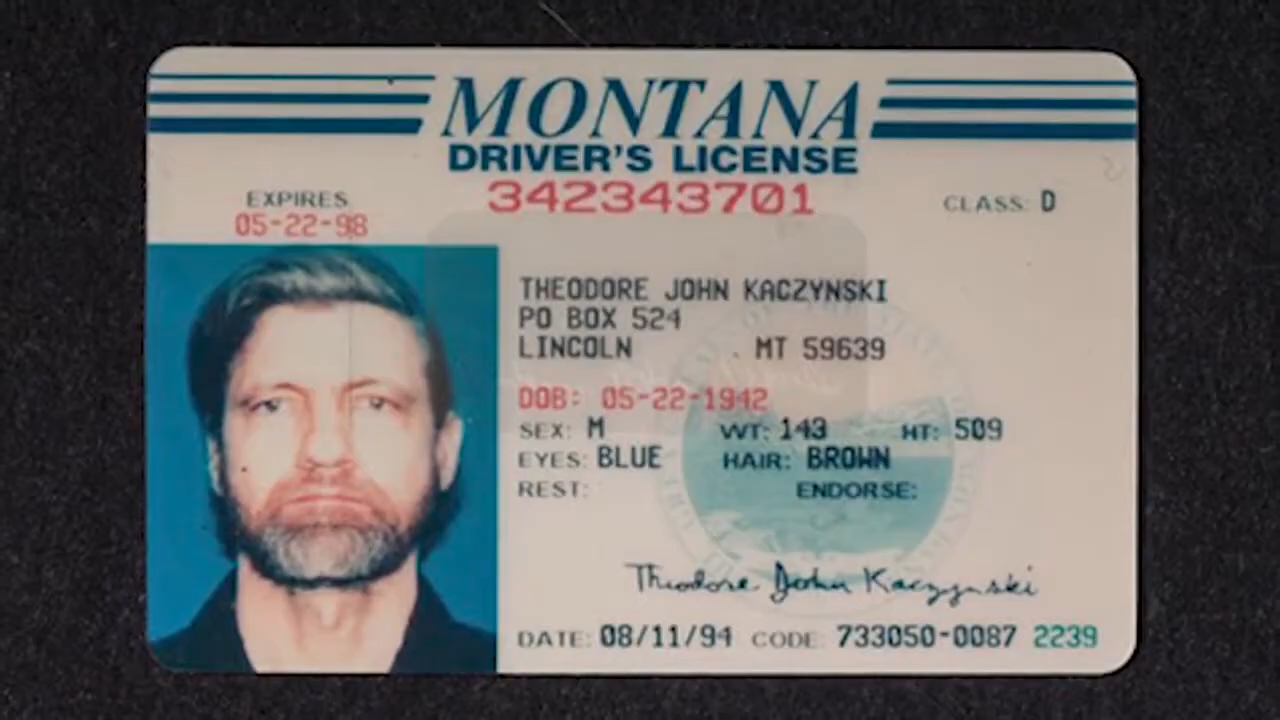 MONTANA
DRIVER'S LICENSE
342343701
EXPIRES
05-22-98
CLASS: D
THEODORE JOHN KACZYNSKI
PO BOX 524
LINCOLN MT 59639
DOB: 05-22-1942
SEX: M WT: 143 HT: 509
EYES: BLUE HAIR: BROWN
REST: ENDORSE:
Theodore John Kaczynski
DATE: 08/11/94 CODE: 733050-0087 2239